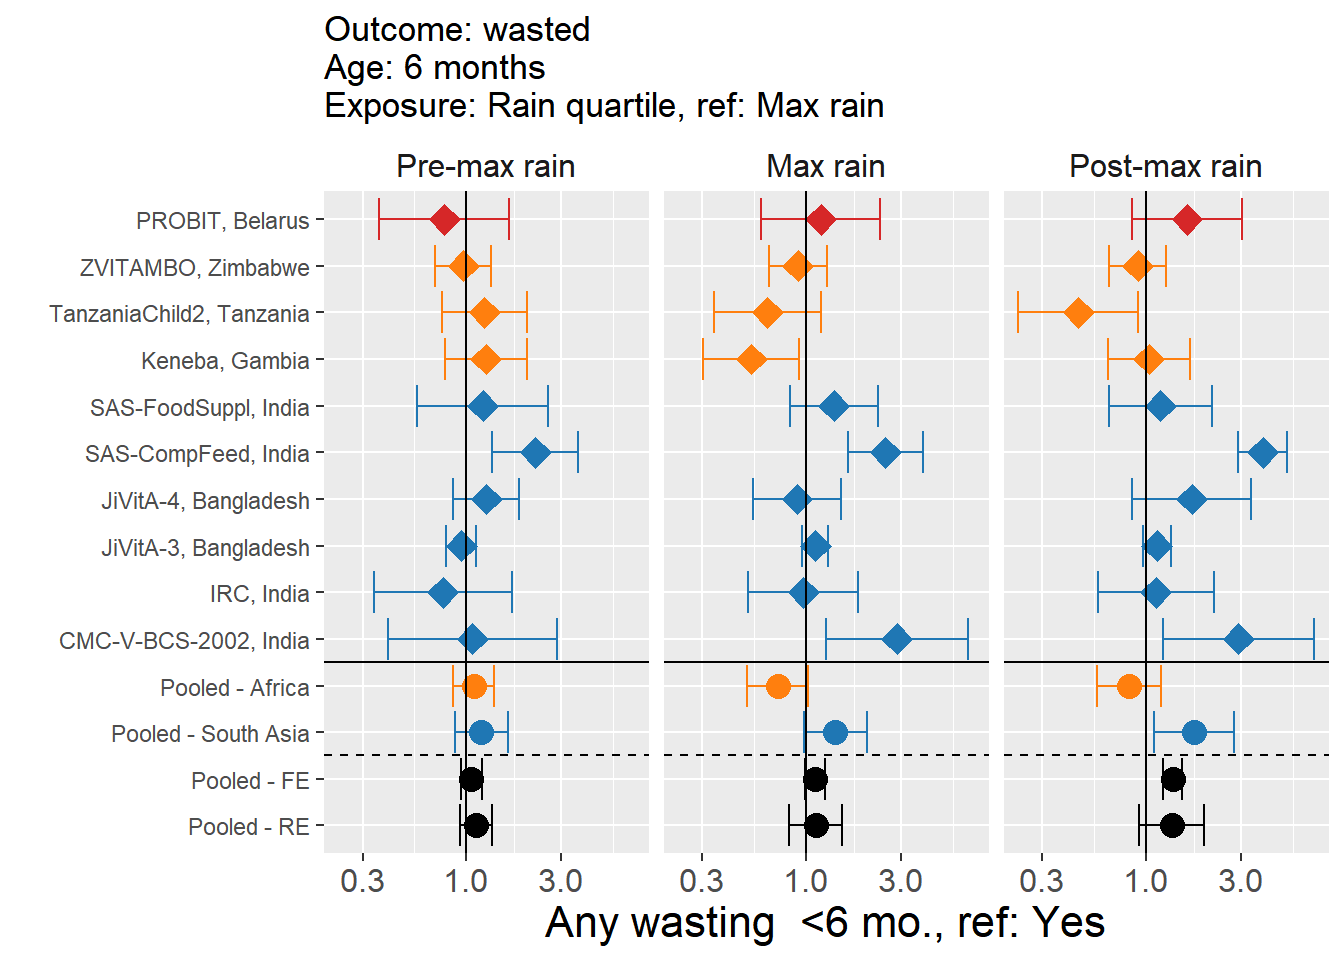 Outcome: wasted
Age: 6 months
Exposure: Rain quartile, ref: Max rain
Pre-max rain
Max rain
Post-max rain
PROBIT, Belarus
ZVITAMBO, Zimbabwe
TanzaniaChild2, Tanzania
Keneba, Gambia
SAS-FoodSuppl, India
SAS-CompFeed, India
JiVitA-4, Bangladesh
JiVitA-3, Bangladesh
IRC, India
CMC-V-BCS-2002, India
Pooled - Africa
Pooled - South Asia
Pooled - FE
Pooled - RE
0.3 1.0 3.0
0.3 1.0 3.0
0.3 1.0 3.0
Any wasting  <6 mo., ref: Yes